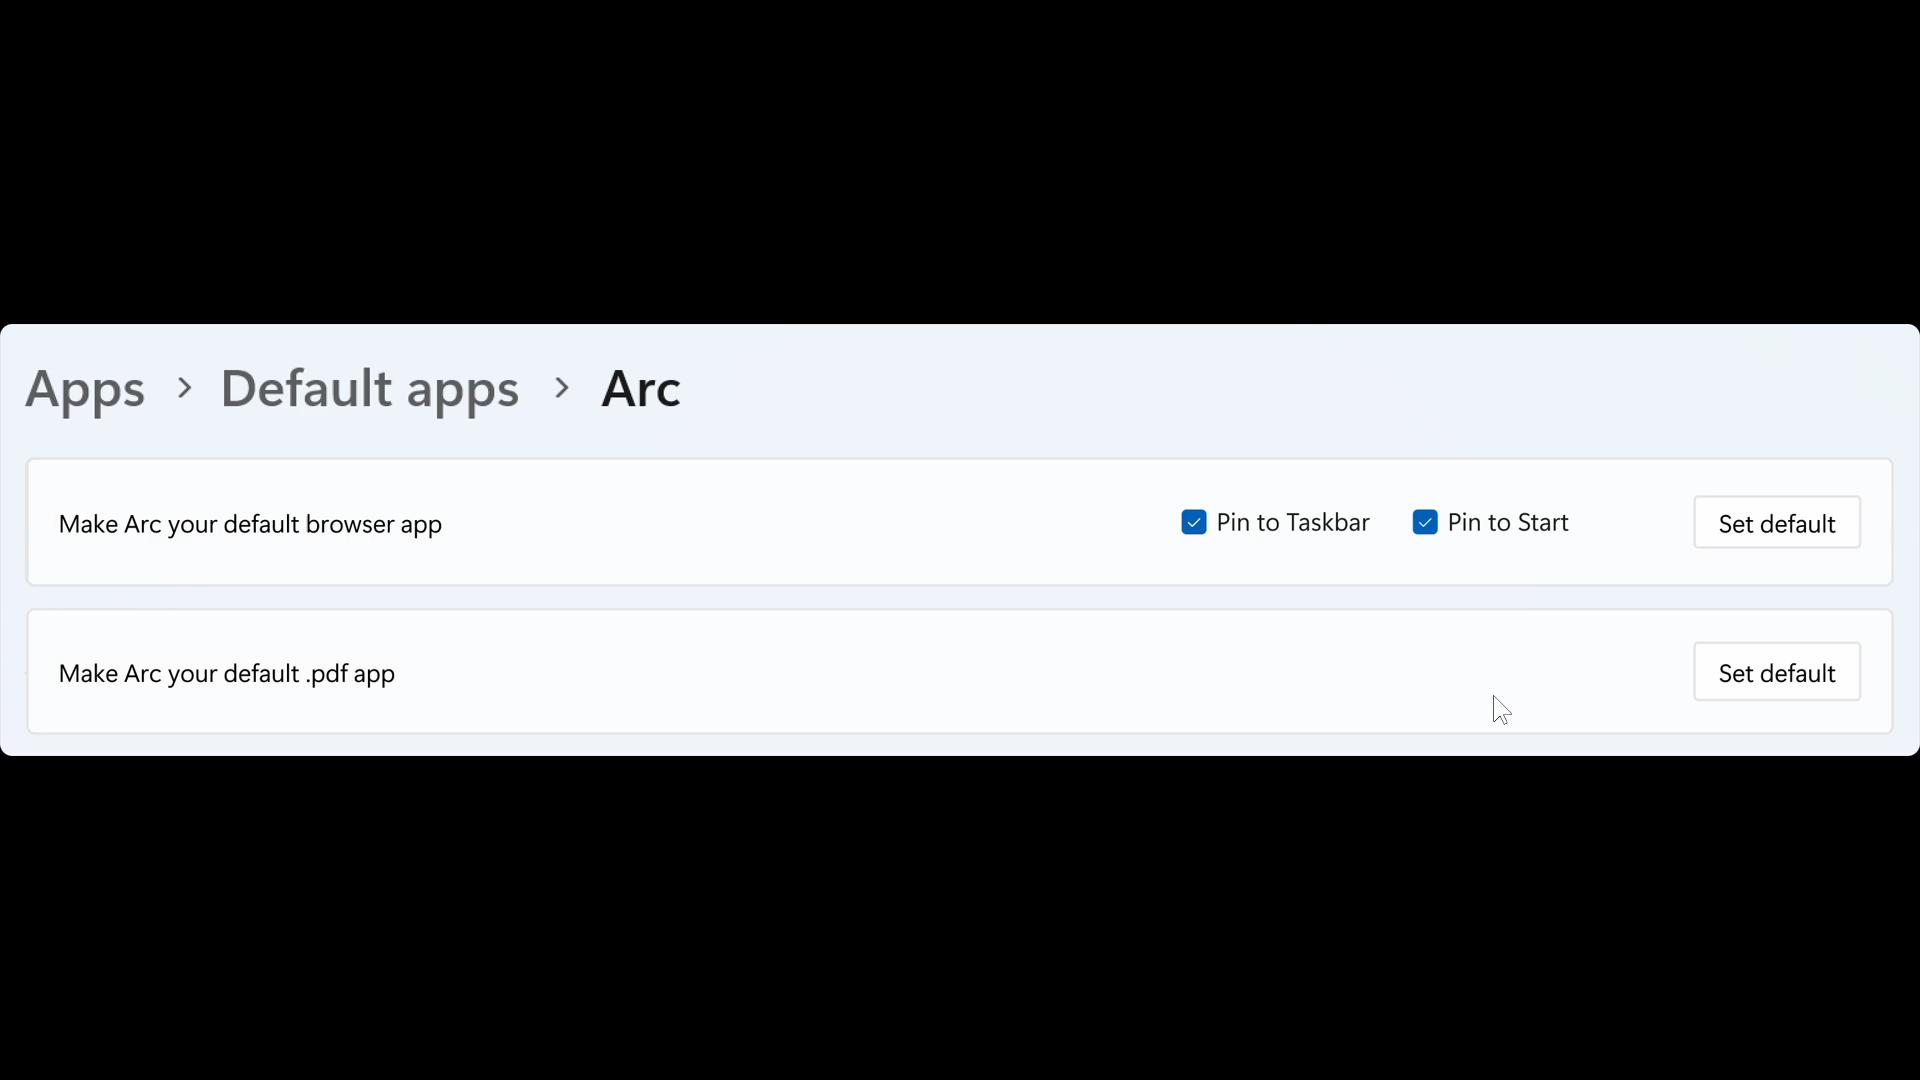 Apps > Default apps > Arc
Make Arc your default browser app Pin to Taskbar Pin to Start Set default
Make Arc your default .pdf app Set default